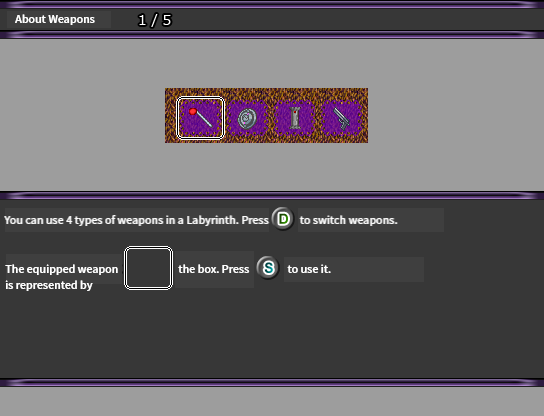 About Weapons 1 / 5
You can use 4 types of weapons in a Labyrinth. Press D to switch weapons.
The equipped weapon the box. Press S to use it.
is represented by